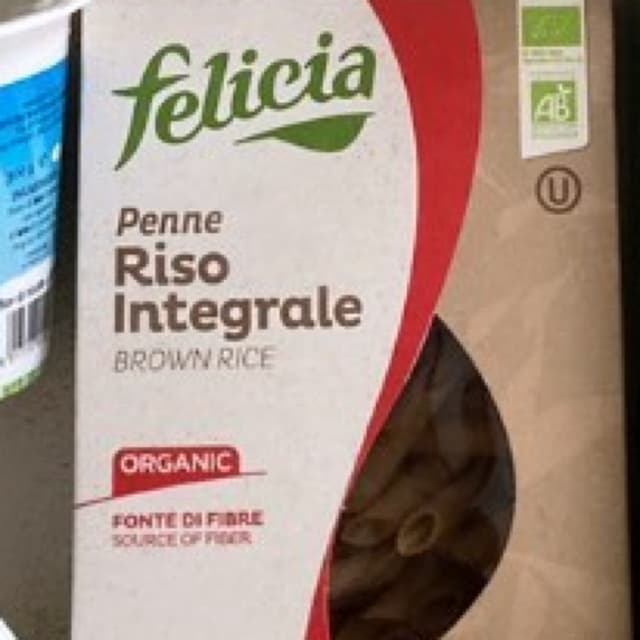 felicia
Penne
Riso
Integrale
BROWN RICE
ORGANIC
FONTE DI FIBRE
SOURCE OF FIBER
AB
U